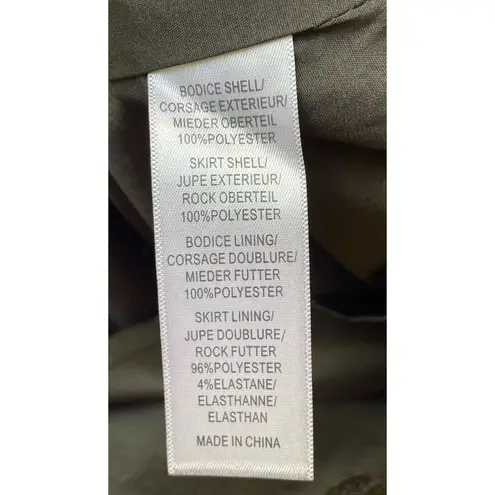 BODICE SHELL/
CORSAGE EXTERIEUR/
MIEDER OBERTEIL
100%POLYESTER
SKIRT SHELL/
JUPE EXTERIEUR/
ROCK OBERTEIL
100%POLYESTER
BODICE LINING/
CORSAGE DOUBLURE/
MIEDER FUTTER
100%POLYESTER
SKIRT LINING/
JUPE DOUBLURE/
ROCK FUTTER
96%POLYESTER
4%ELASTANE/
ELASTHANNE/
ELASTHAN
MADE IN CHINA